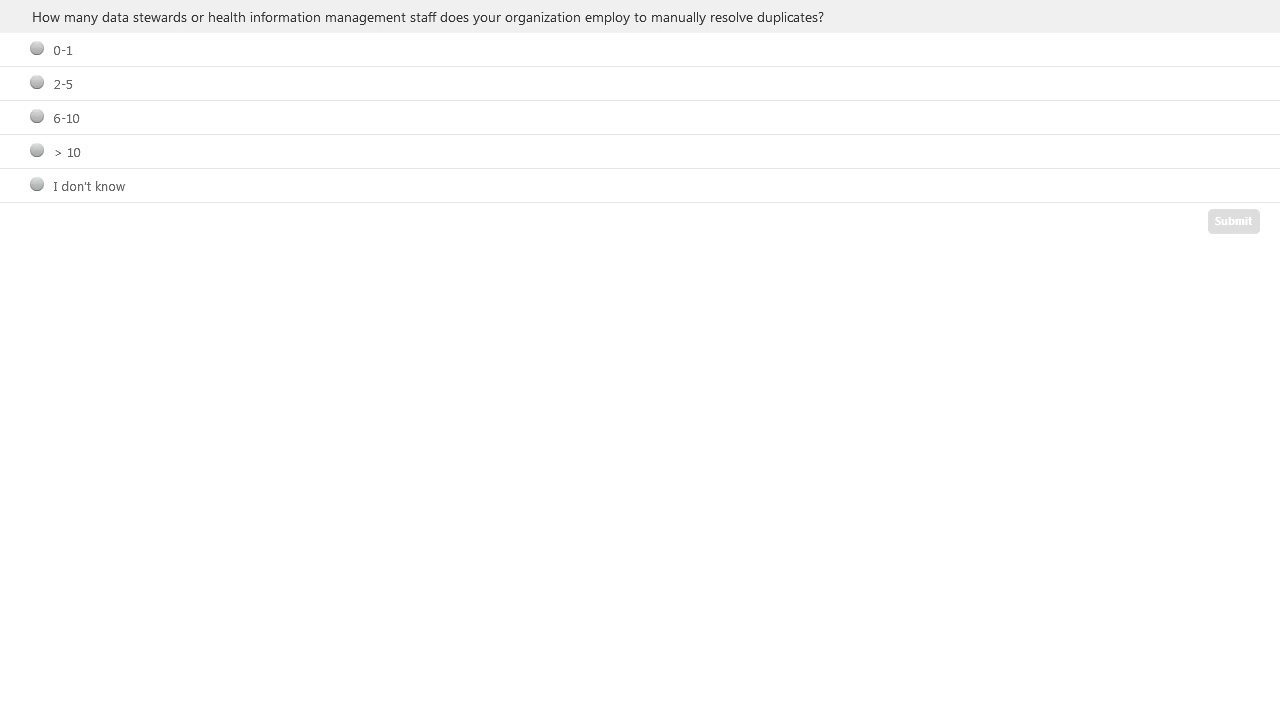 How many data stewards or health information management staff does your organization employ to manually resolve duplicates?
0-1
2-5
6-10
> 10
I don't know
Submit